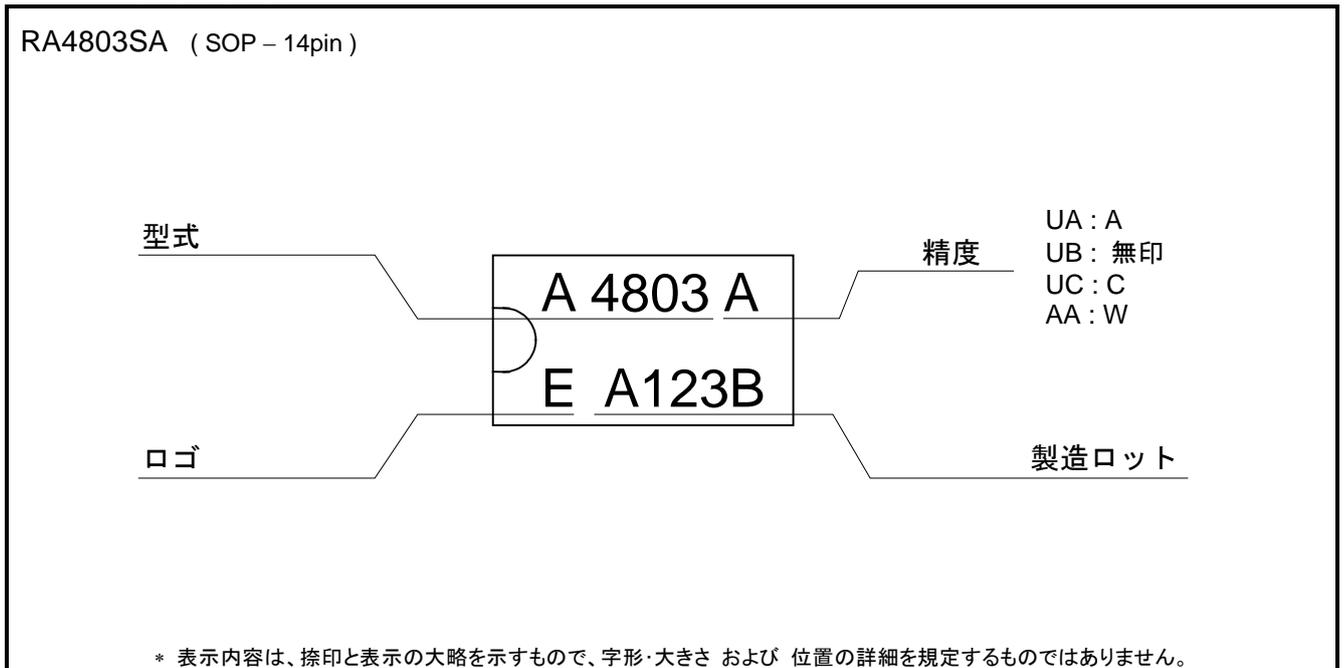 RA4803SA ( SOP – 14pin )
型式
精度
UA : A
UB : 無印
UC : C
AA : W
A 4803 A
E A123B
ロゴ
製造ロット
* 表示内容は、捺印と表示の大略を示すもので、字形･大きさ および 位置の詳細を規定するものではありません。